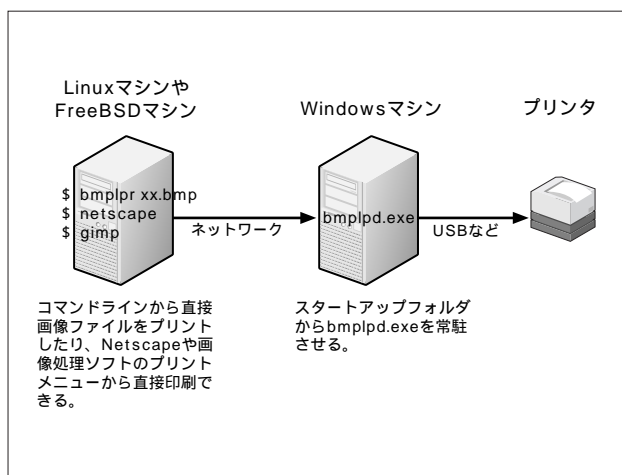 Linuxマシンや
FreeBSDマシン
Windowsマシン
プリンタ
$ bmplpr xx.bmp
$ netscape
$ gimp
ネットワーク
bmplpd.exe
USBなど
コマンドラインから直接
画像ファイルをプリント
したり、Netscapeや画
像処理ソフトのプリント
メニューから直接印刷で
きる。
スタートアップフォルダ
からbmplpd.exeを常駐
させる。